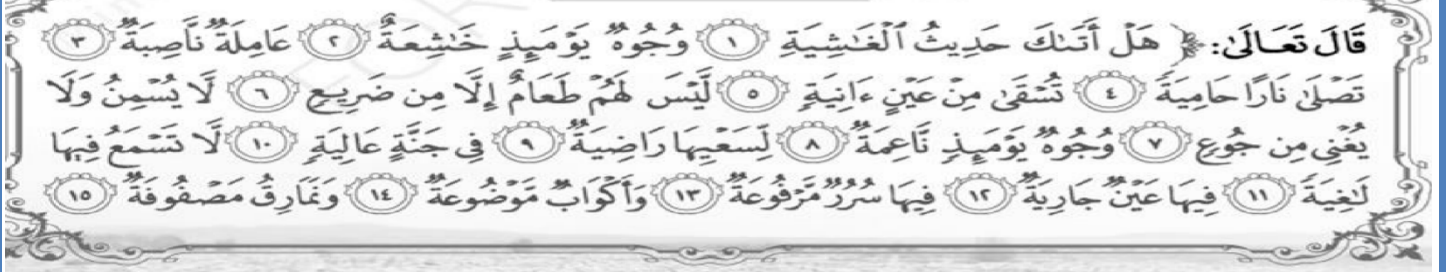 قَالَ تَعَالَىٰ: ﴿ هَلْ أَتَىٰكَ حَدِيثُ ٱلْغَٰشِيَةِ ١ وُجُوهٌ يَوْمَئِذٍ خَٰشِعَةٌ ٢ عَامِلَةٌ نَّاصِبَةٌ ٣
تَصْلَىٰ نَارًا حَامِيَةً ٤ تُسْقَىٰ مِنْ عَيْنٍ ءَانِيَةٍ ٥ لَّيْسَ لَهُمْ طَعَامٌ إِلَّا مِن ضَرِيعٍ ٦ لَّا يُسْمِنُ وَلَا
يُغْنِى مِن جُوعٍ ٧ وُجُوهٌ يَوْمَئِذٍ نَّاعِمَةٌ ٨ لِّسَعْيِهَا رَاضِيَةٌ ٩ فِى جَنَّةٍ عَالِيَةٍ ١٠ لَّا تَسْمَعُ فِيهَا
لَٰغِيَةً ١١ فِيهَا عَيْنٌ جَارِيَةٌ ١٢ فِيهَا سُرُرٌ مَّرْفُوعَةٌ ١٣ وَأَكْوَابٌ مَّوْضُوعَةٌ ١٤ وَنَمَارِقُ مَصْفُوفَةٌ ١٥